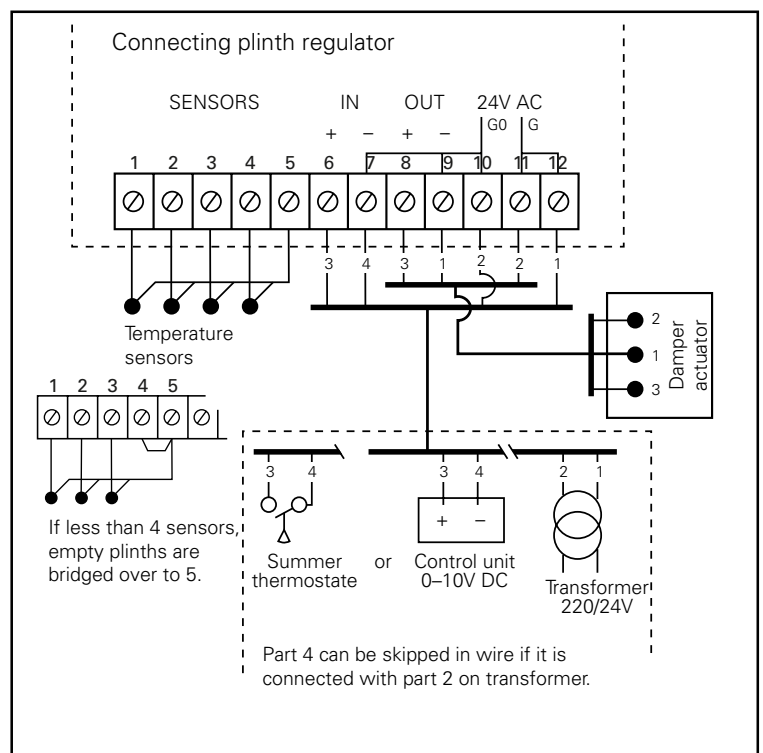 Connecting plinth regulator
SENSORS IN OUT 24V AC
+ − + − G0 G
1 2 3 4 5 6 7 8 9 10 11 12
3 4 3 1 2 2 1
Temperature
sensors
2
1
3
Damper
actuator
1 2 3 4 5
If less than 4 sensors,
empty plinths are
bridged over to 5.
3 4 3 4 2 1
+ −
Summer
thermostate
or
Control unit
0–10V DC
Transformer
220/24V
Part 4 can be skipped in wire if it is
connected with part 2 on transformer.